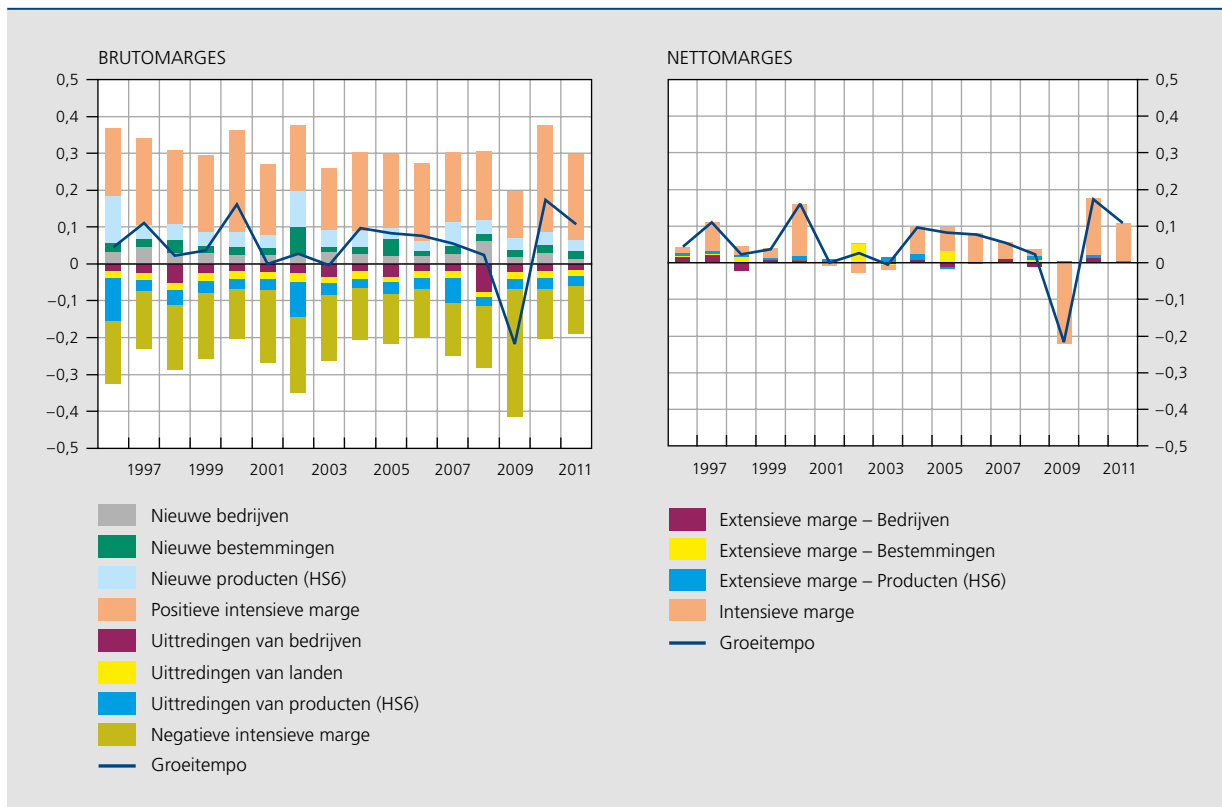 BRUTOMARGES
0,5
0,4
0,3
0,2
0,1
0
−0,1
−0,2
−0,3
−0,4
−0,5
1997 1999 2001 2003 2005 2007 2009 2011
Nieuwe bedrijven
Nieuwe bestemmingen
Nieuwe producten (HS6)
Positieve intensieve marge
Uittredingen van bedrijven
Uittredingen van landen
Uittredingen van producten (HS6)
Negatieve intensieve marge
Groeitempo
NETTOMARGES
0,5
0,4
0,3
0,2
0,1
0
−0,1
−0,2
−0,3
−0,4
−0,5
1997 1999 2001 2003 2005 2007 2009 2011
Extensieve marge – Bedrijven
Extensieve marge – Bestemmingen
Extensieve marge – Producten (HS6)
Intensieve marge
Groeitempo